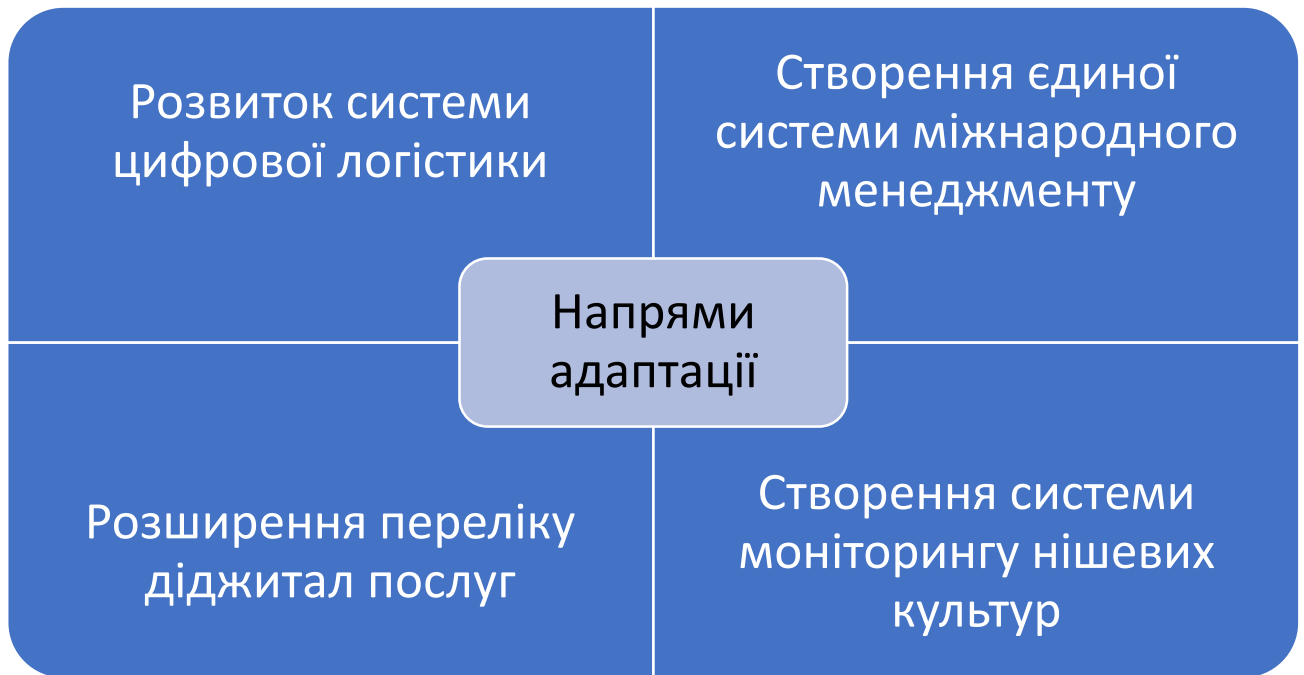 Розвиток системи
цифрової логістики
Створення єдиної
системи міжнародного
менеджменту
Напрями
адаптації
Розширення переліку
діджитал послуг
Створення системи
моніторингу нішевих
культур